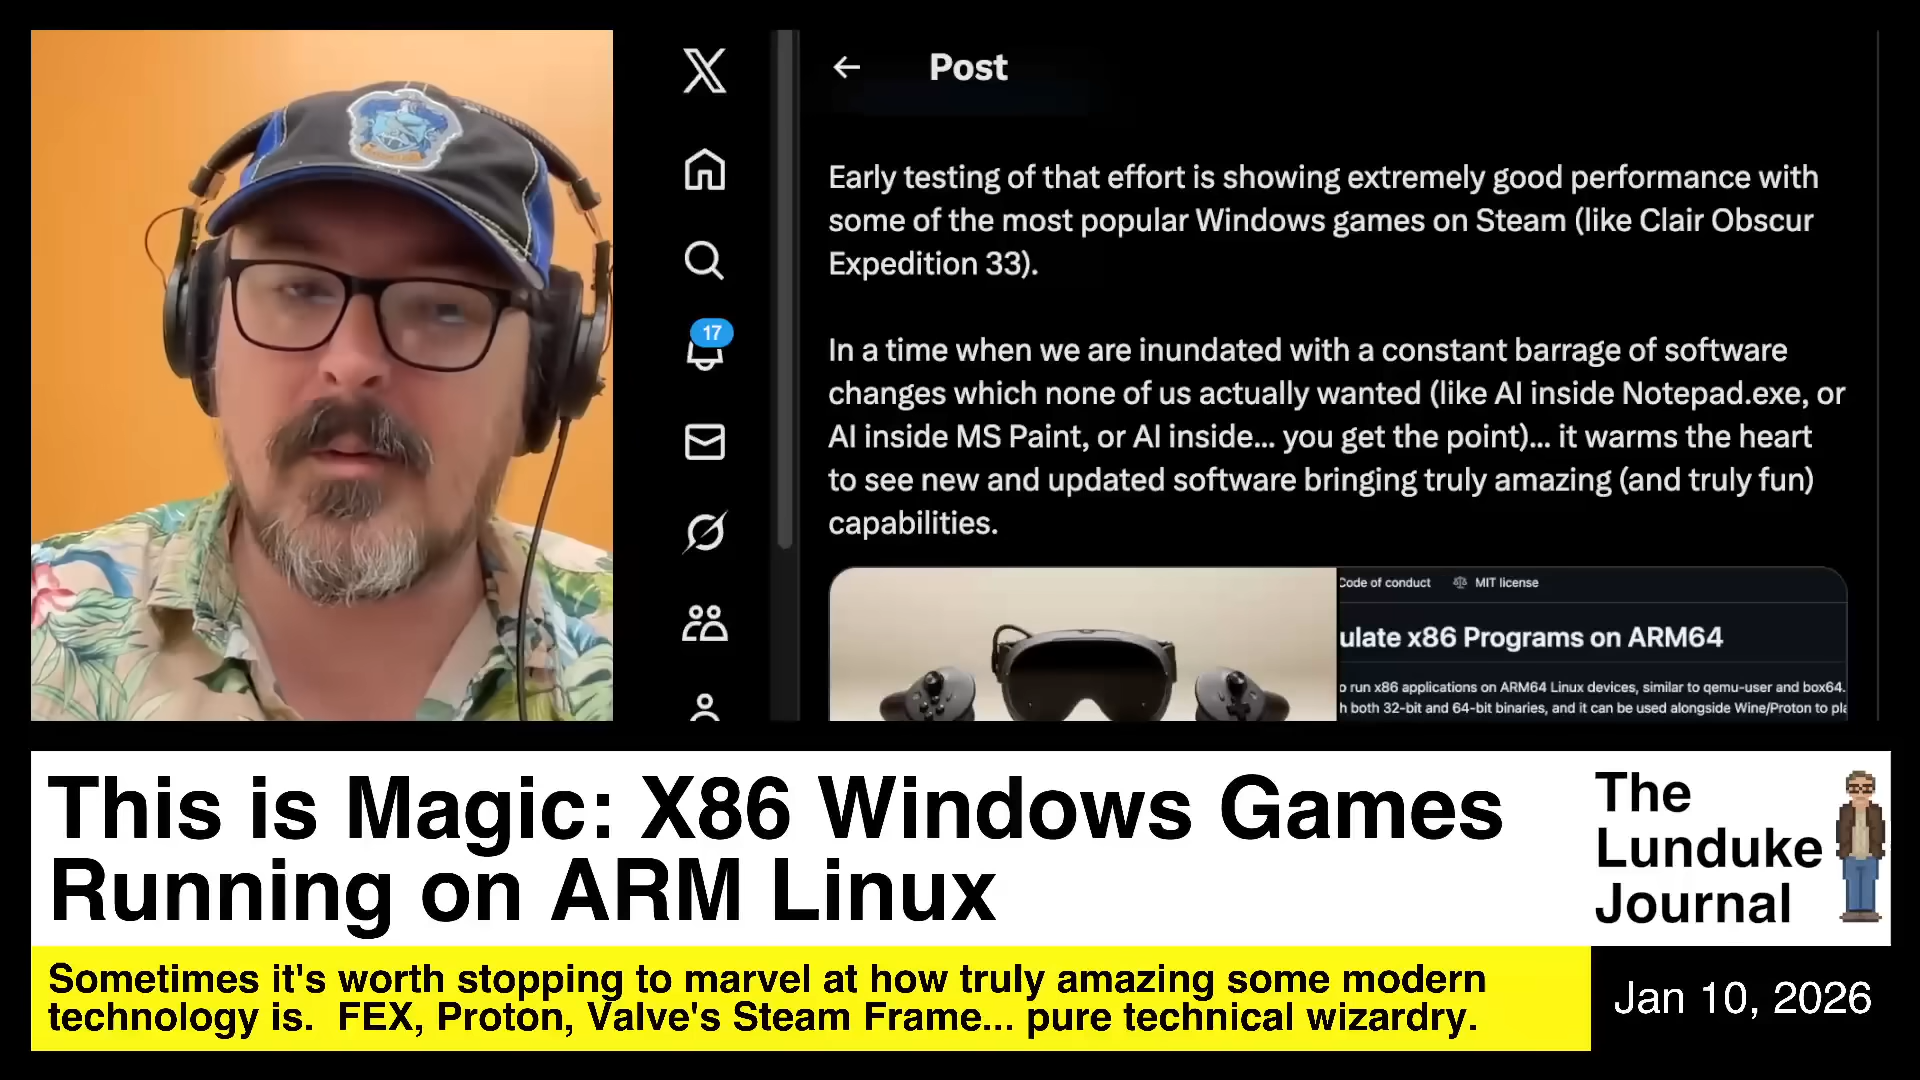 Post
Early testing of that effort is showing extremely good performance with
some of the most popular Windows games on Steam (like Clair Obscur
Expedition 33).
In a time when we are inundated with a constant barrage of software
changes which none of us actually wanted (like AI inside Notepad.exe, or
AI inside MS Paint, or AI inside... you get the point)... it warms the heart
to see new and updated software bringing truly amazing (and truly fun)
capabilities.
17
Code of conduct MIT license
ulate x86 Programs on ARM64
o run x86 applications on ARM64 Linux devices, similar to qemu-user and box64.
h both 32-bit and 64-bit binaries, and it can be used alongside Wine/Proton to pla
This is Magic: X86 Windows Games
Running on ARM Linux
The
Lunduke
Journal
Sometimes it's worth stopping to marvel at how truly amazing some modern
technology is. FEX, Proton, Valve's Steam Frame... pure technical wizardry.
Jan 10, 2026